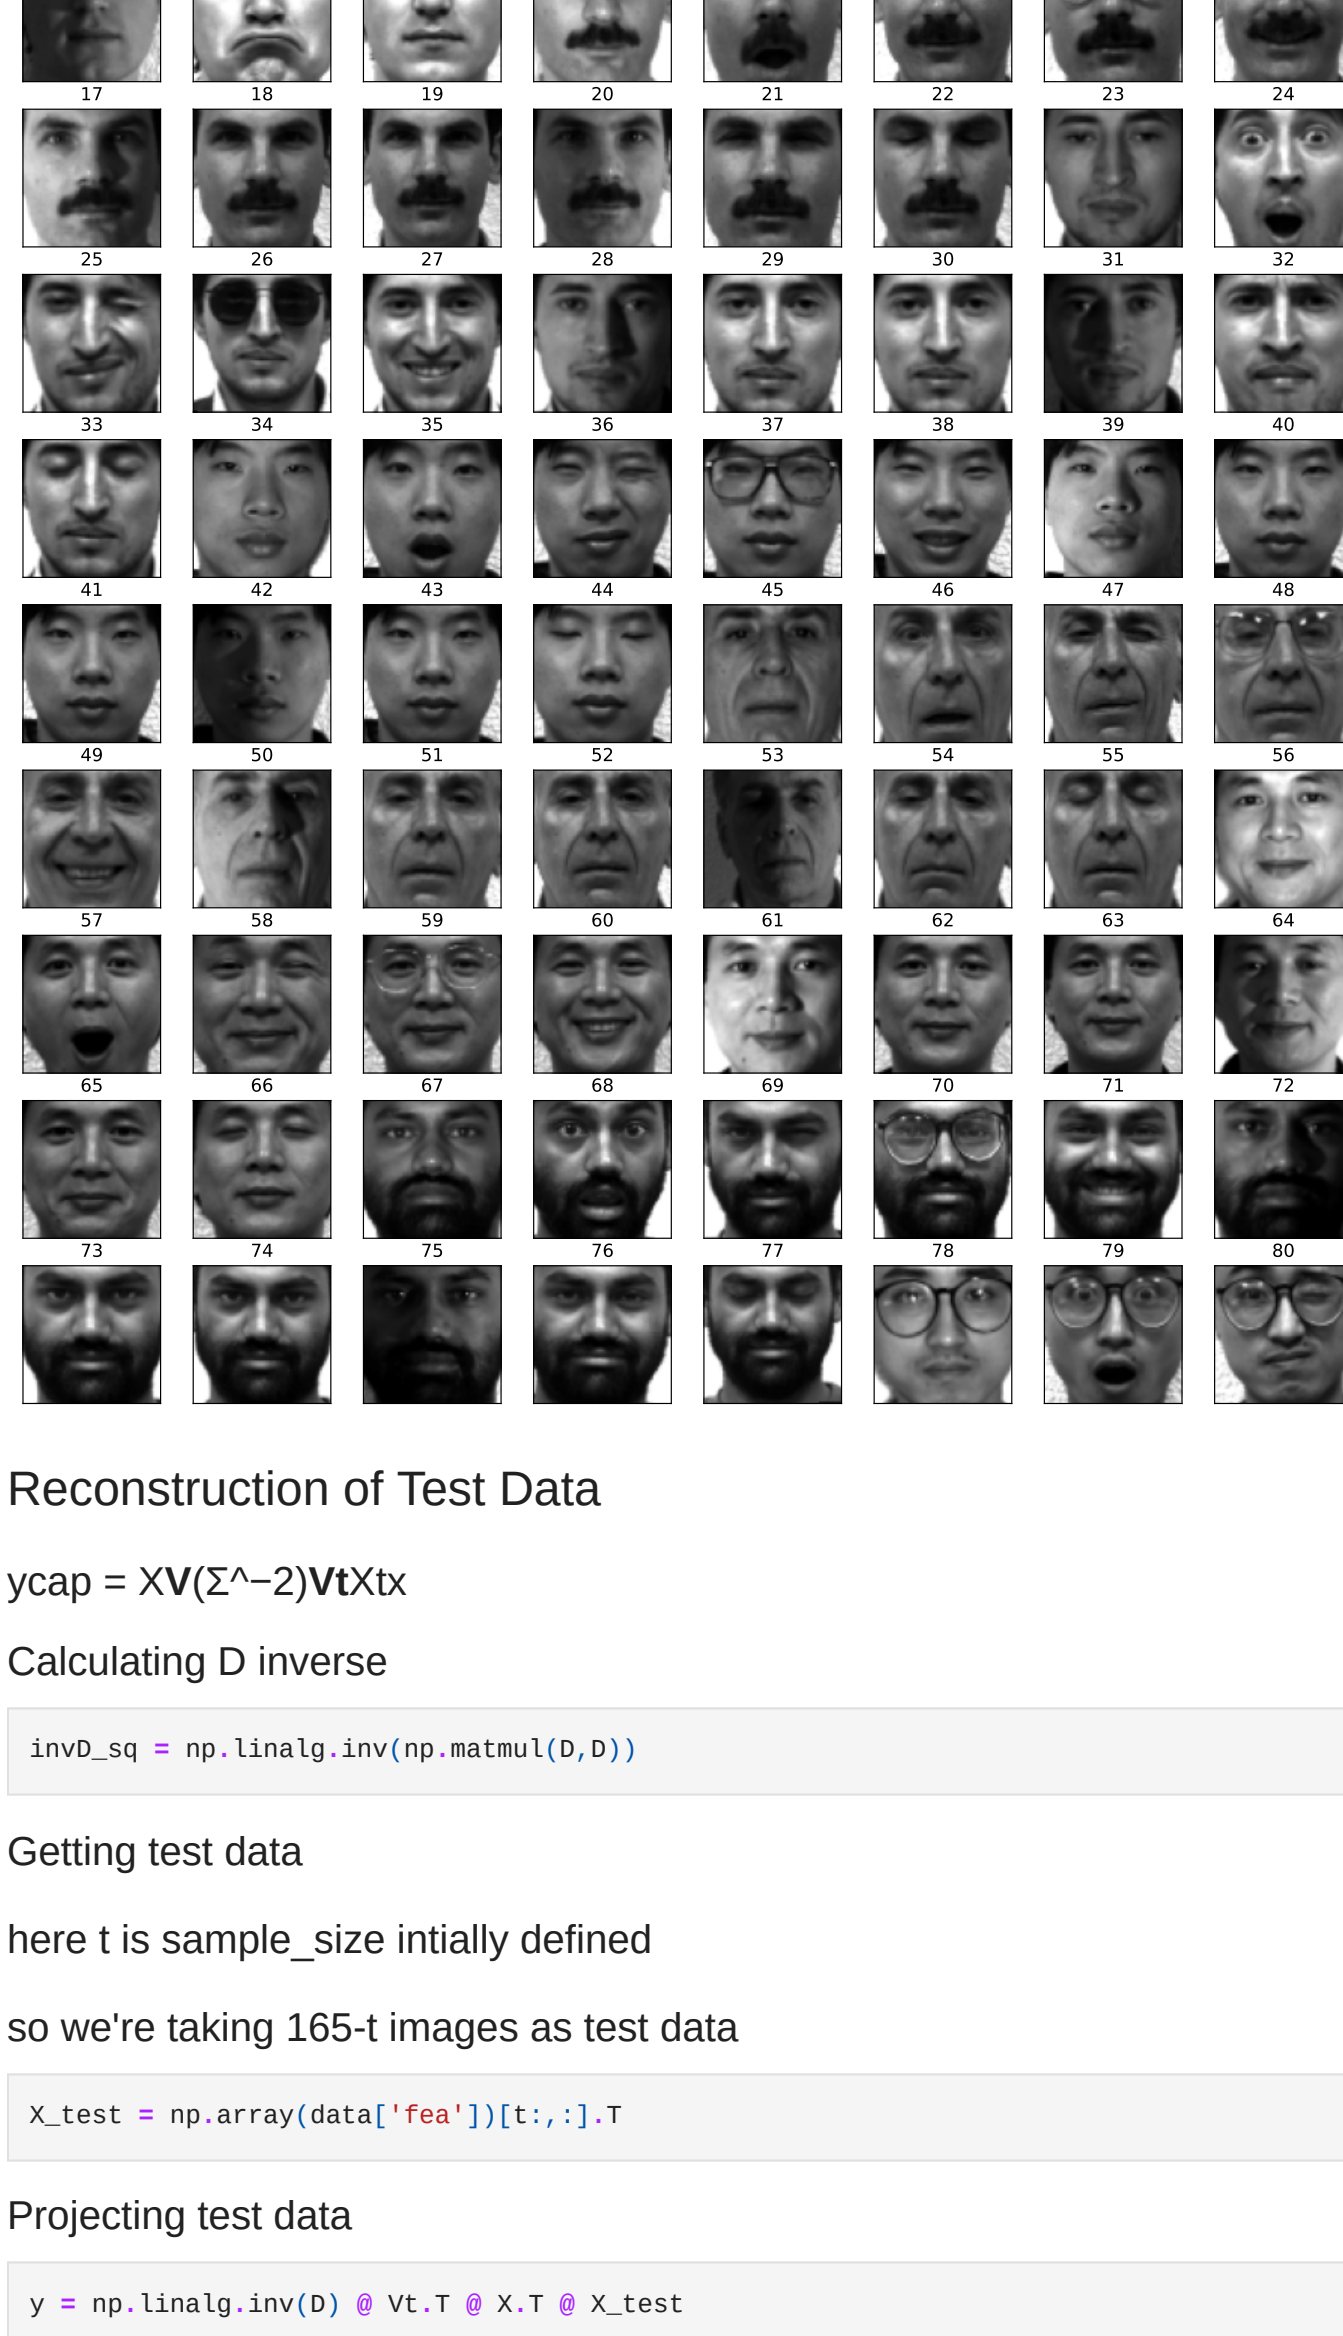 17 18 19 20 21 22 23 24
25 26 27 28 29 30 31 32
33 34 35 36 37 38 39 40
41 42 43 44 45 46 47 48
49 50 51 52 53 54 55 56
57 58 59 60 61 62 63 64
65 66 67 68 69 70 71 72
73 74 75 76 77 78 79 80
Reconstruction of Test Data
ycap = XV(Σ^−2)VtXtx
Calculating D inverse
invD_sq = np.linalg.inv(np.matmul(D,D))
Getting test data
here t is sample_size intially defined
so we're taking 165-t images as test data
X_test = np.array(data['fea'])[t:,:].T
Projecting test data
y = np.linalg.inv(D) @ Vt.T @ X.T @ X_test